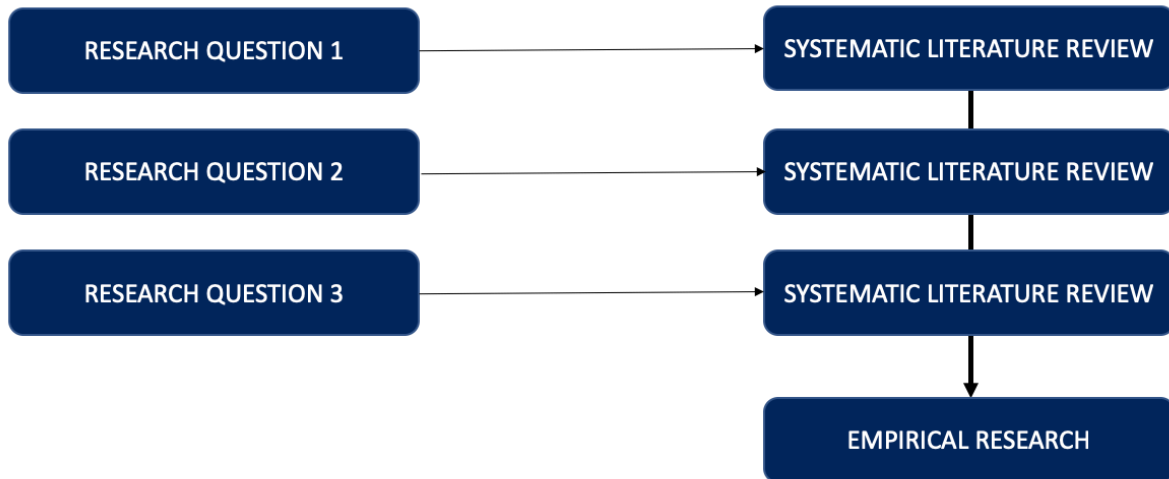 RESEARCH QUESTION 1
SYSTEMATIC LITERATURE REVIEW
RESEARCH QUESTION 2
SYSTEMATIC LITERATURE REVIEW
RESEARCH QUESTION 3
SYSTEMATIC LITERATURE REVIEW
EMPIRICAL RESEARCH